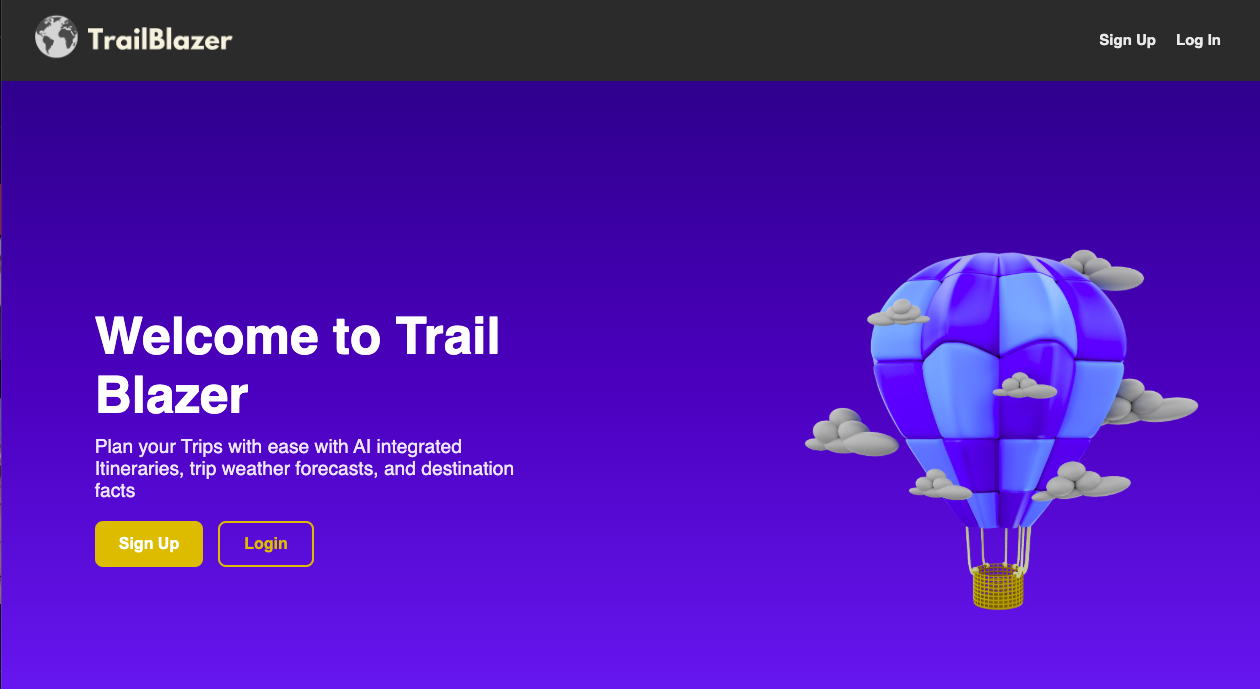 TrailBlazer
Sign Up
Log In
Welcome to Trail
Blazer
Plan your Trips with ease with AI integrated
Itineraries, trip weather forecasts, and destination
facts
Sign Up
Login